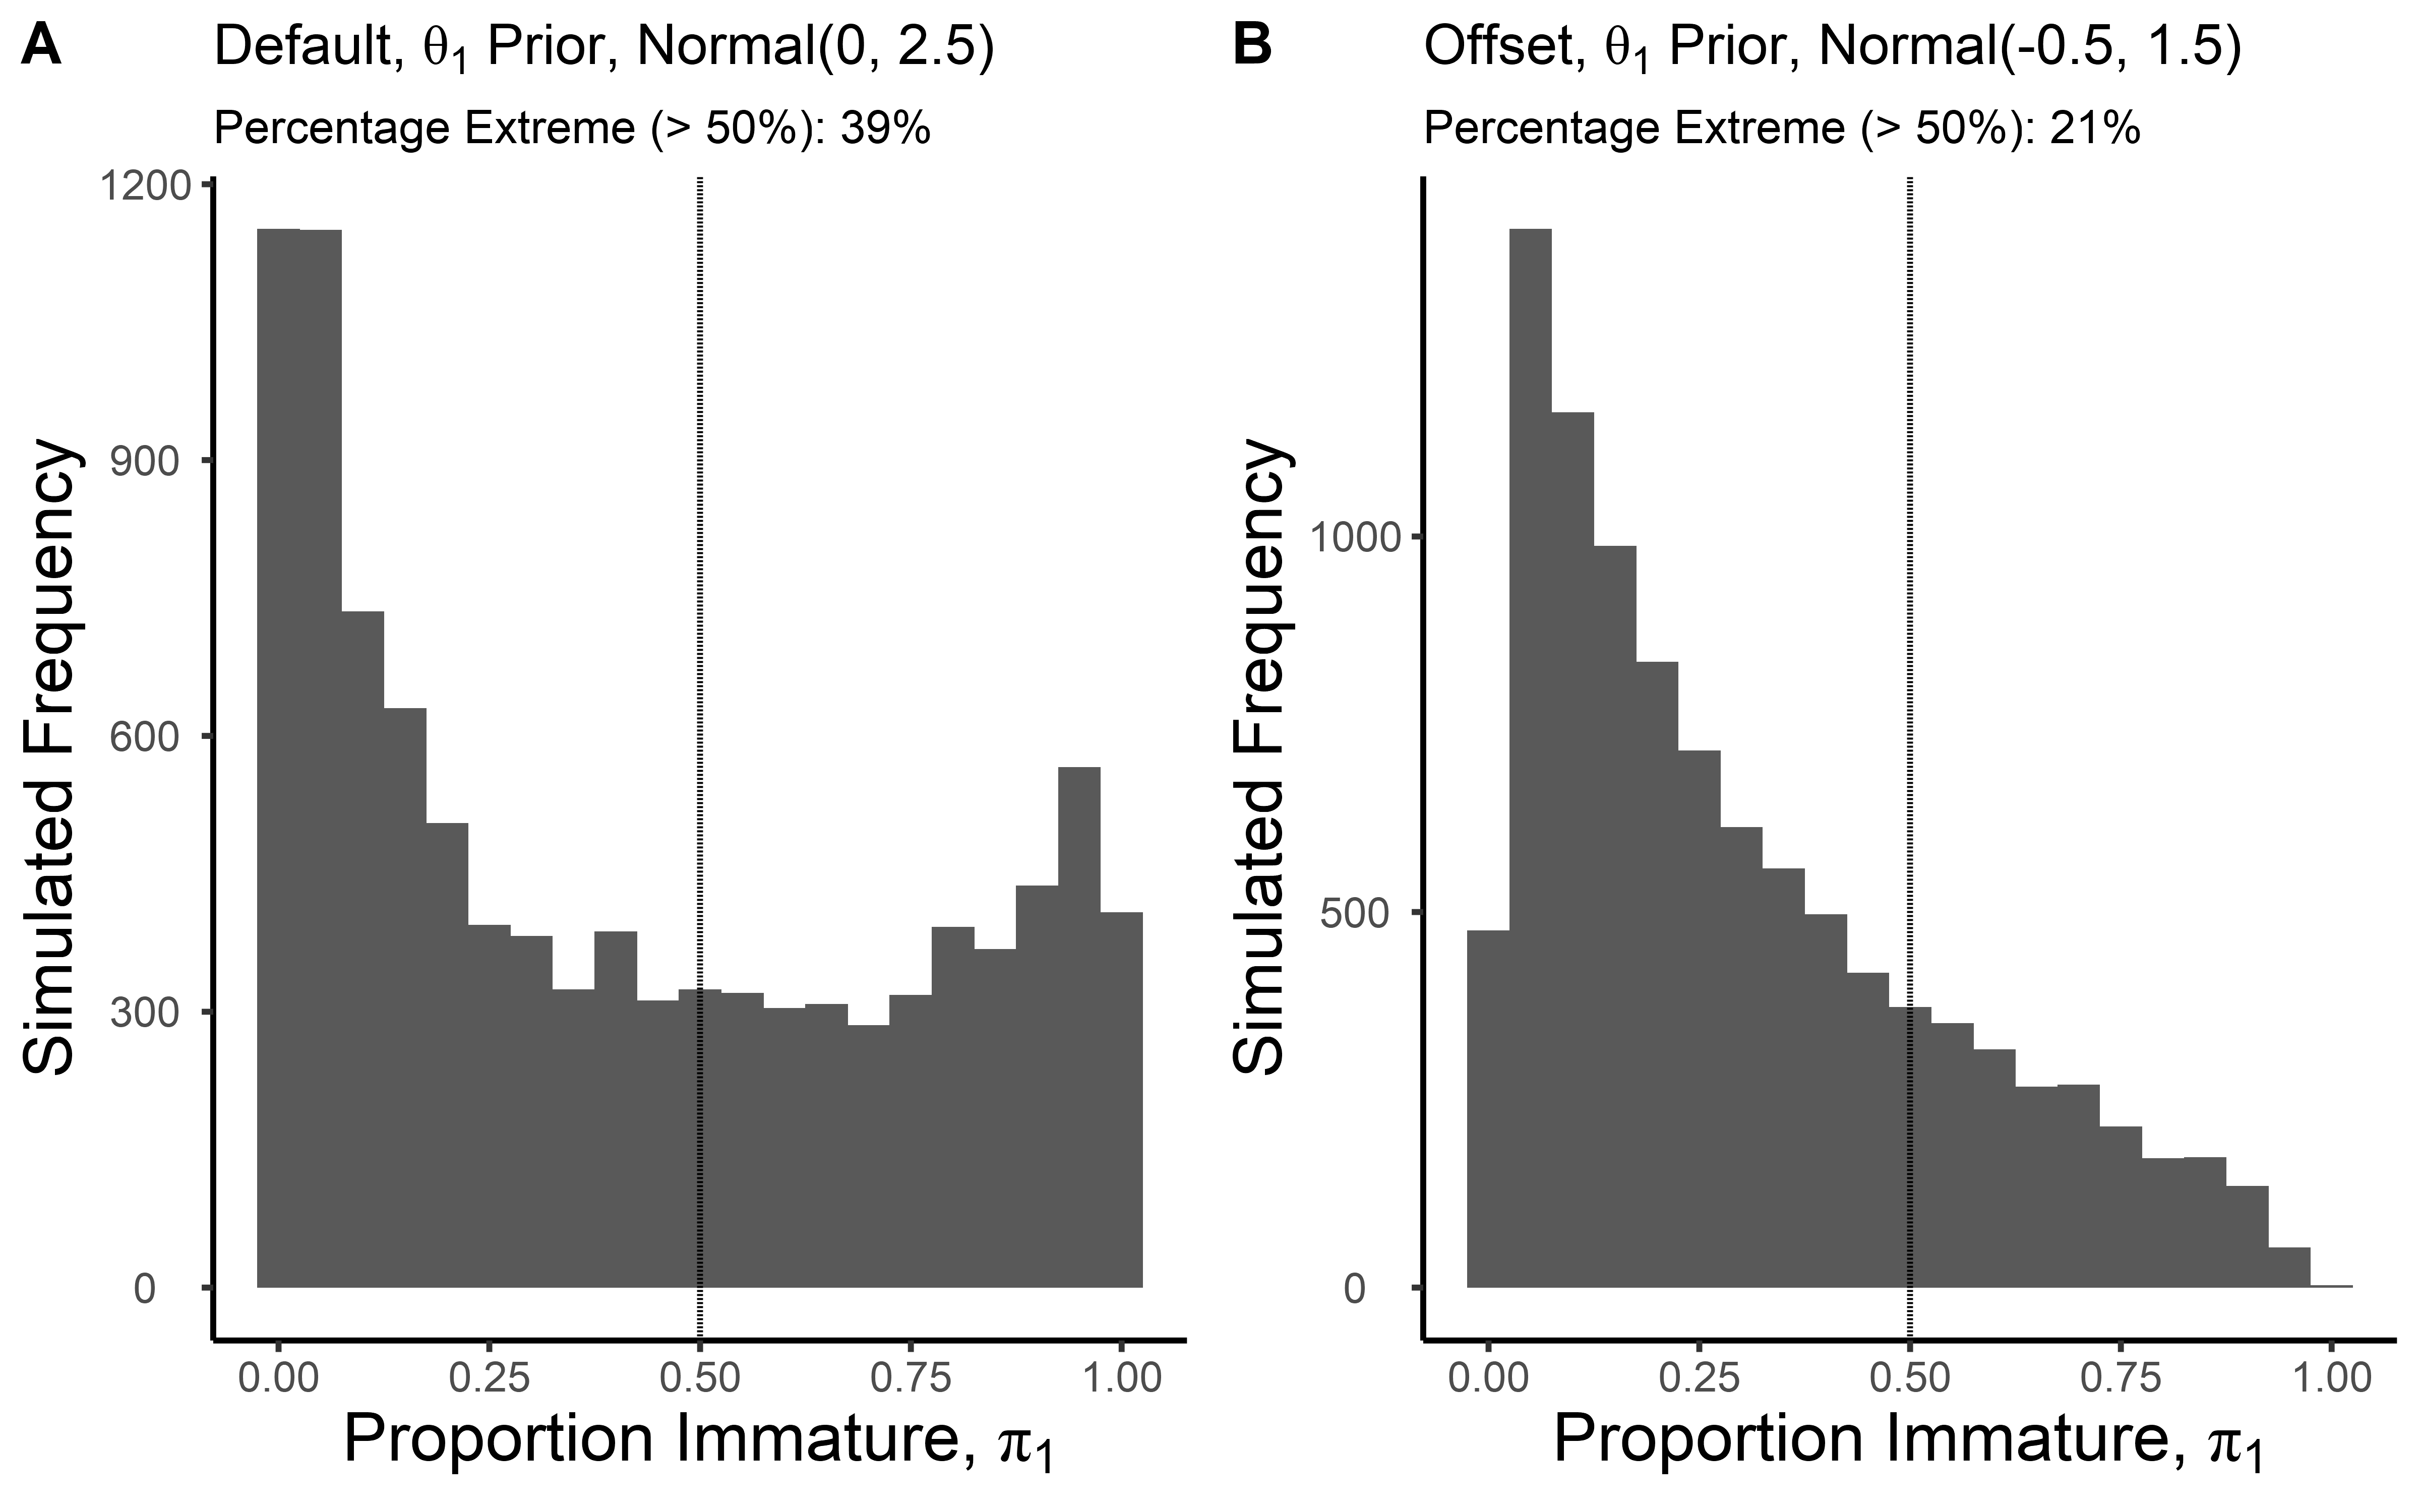 A
Default, θ1 Prior, Normal(0, 2.5)
Percentage Extreme (> 50%): 39%
Simulated Frequency
1200
900
600
300
0
0.00 0.25 0.50 0.75 1.00
Proportion Immature, π1
B
Offset, θ1 Prior, Normal(-0.5, 1.5)
Percentage Extreme (> 50%): 21%
Simulated Frequency
1000
500
0
0.00 0.25 0.50 0.75 1.00
Proportion Immature, π1